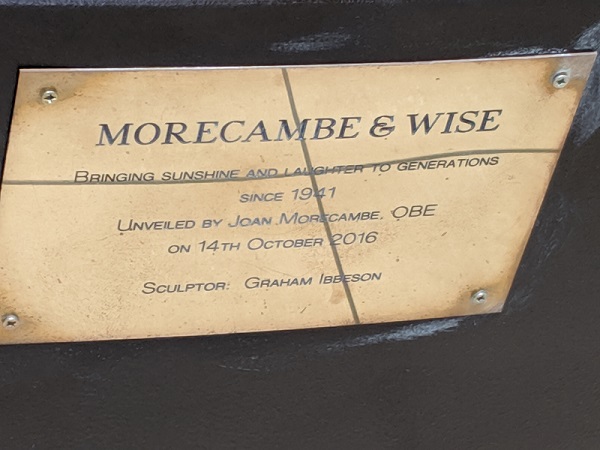 MORECAMBE & WISE
BRINGING SUNSHINE AND LAUGHTER TO GENERATIONS
SINCE 1941
UNVEILED BY JOAN MORECAMBE, OBE
ON 14TH OCTOBER 2016
SCULPTOR: GRAHAM IBBESON